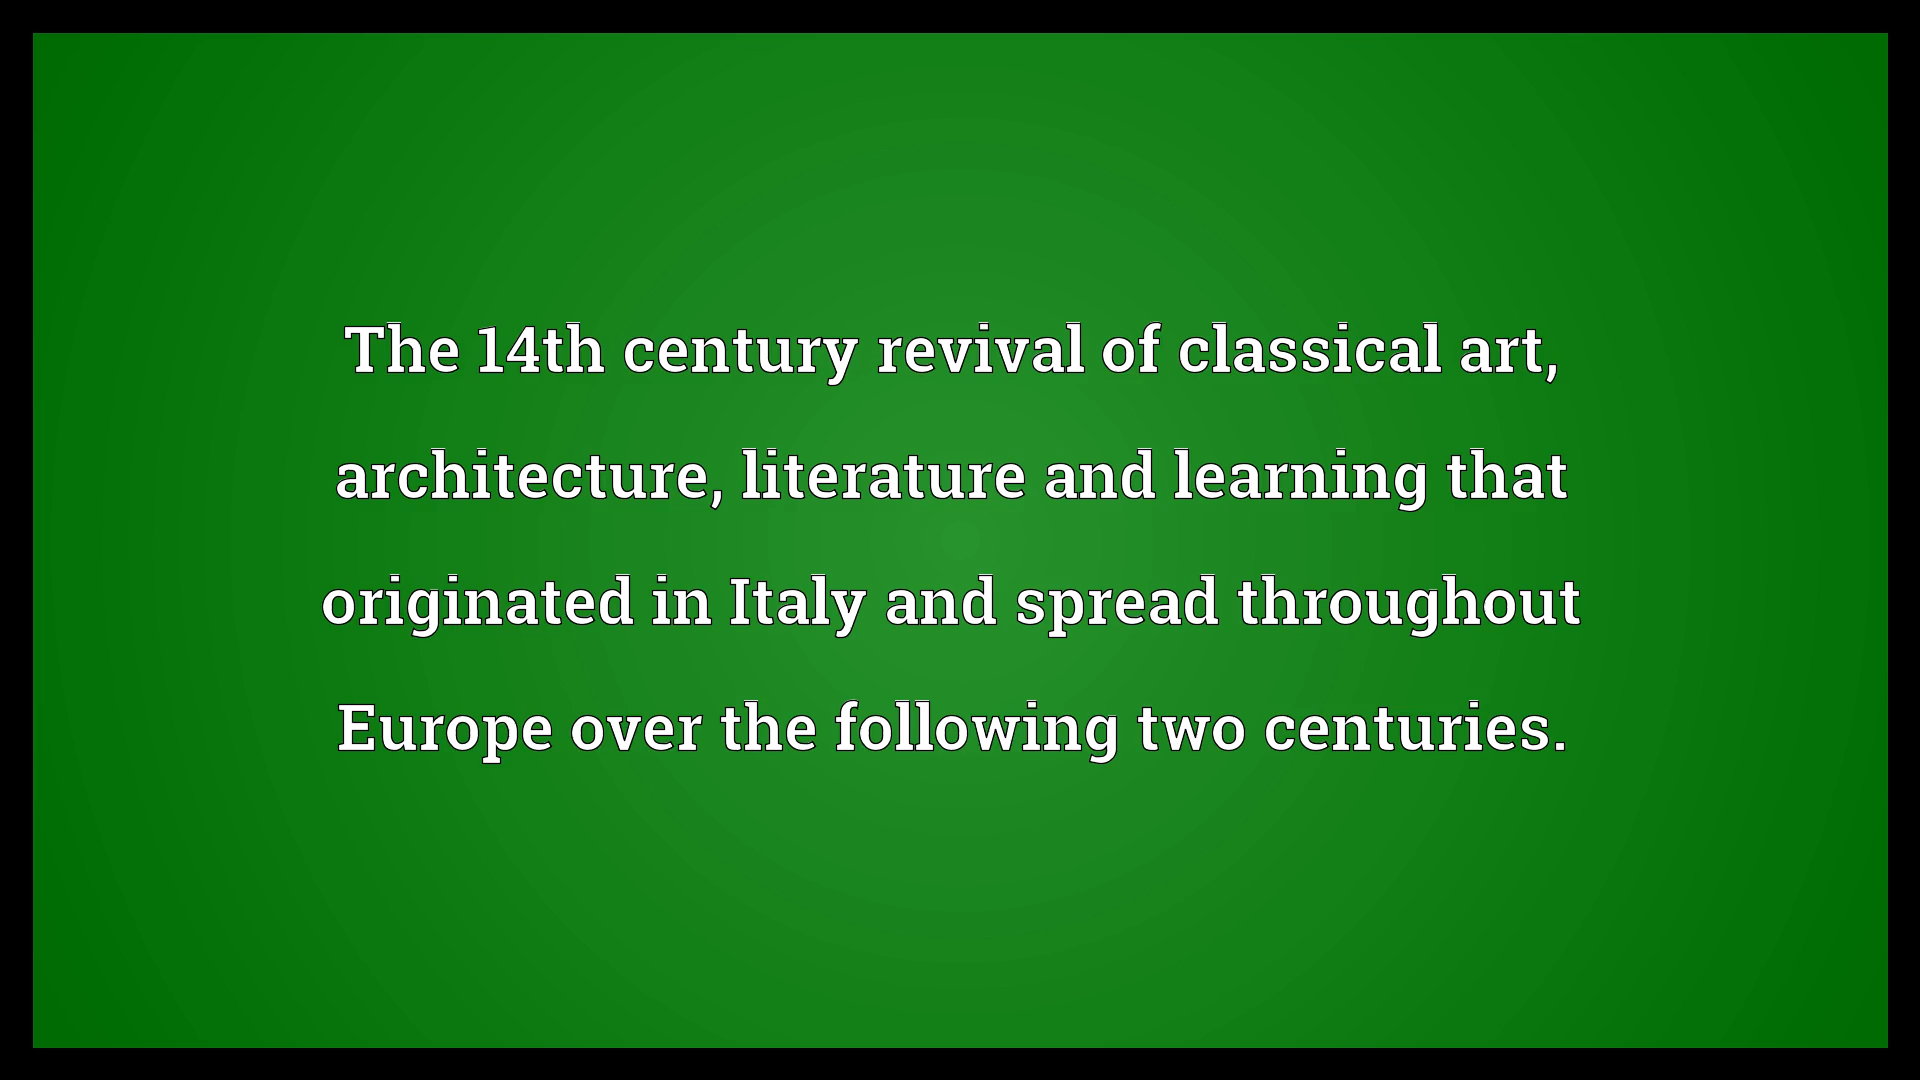 The 14th century revival of classical art,
architecture, literature and learning that
originated in Italy and spread throughout
Europe over the following two centuries.